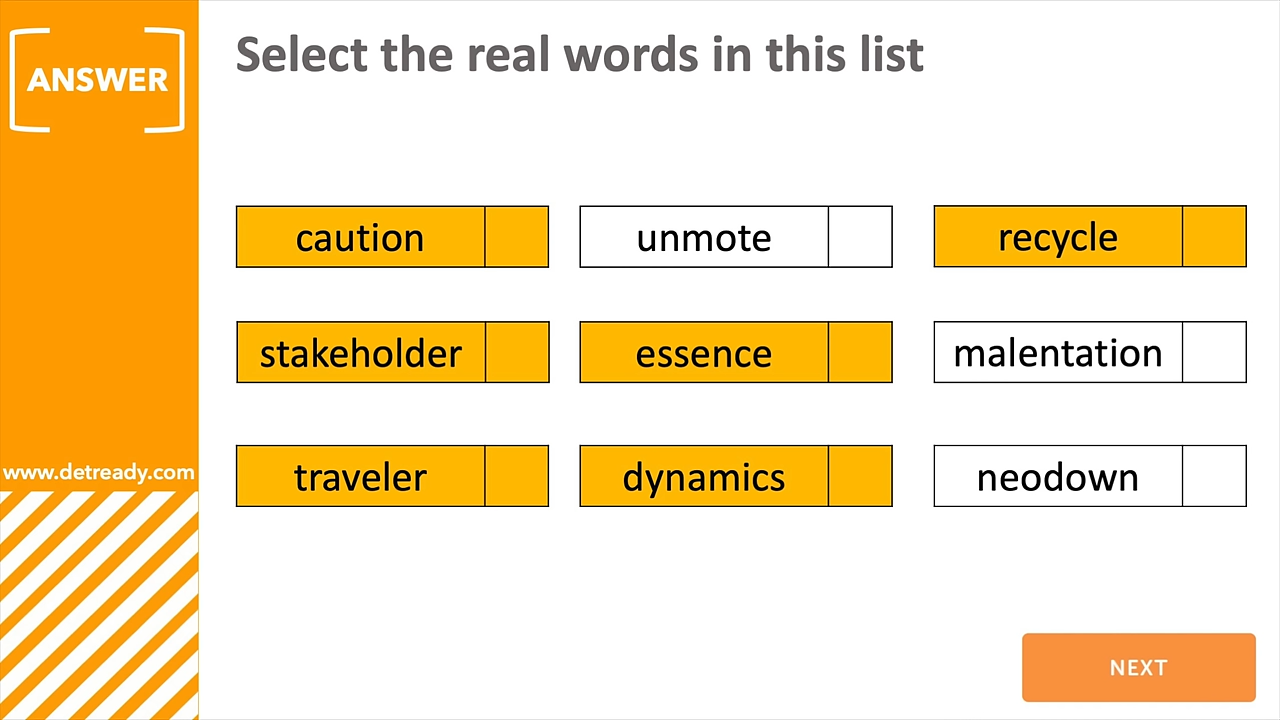 ANSWER
Select the real words in this list
caution unmote recycle
stakeholder essence malentation
traveler dynamics neodown
www.detready.com
NEXT